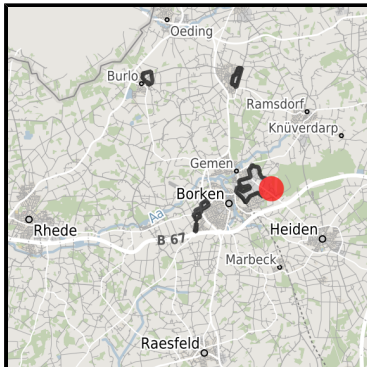 Oeding
Burlo
Ramsdorf
Knüverdarp
Gemen
Borken
Aa
Rhede
B 67
Heiden
Marbeck
Raesfeld